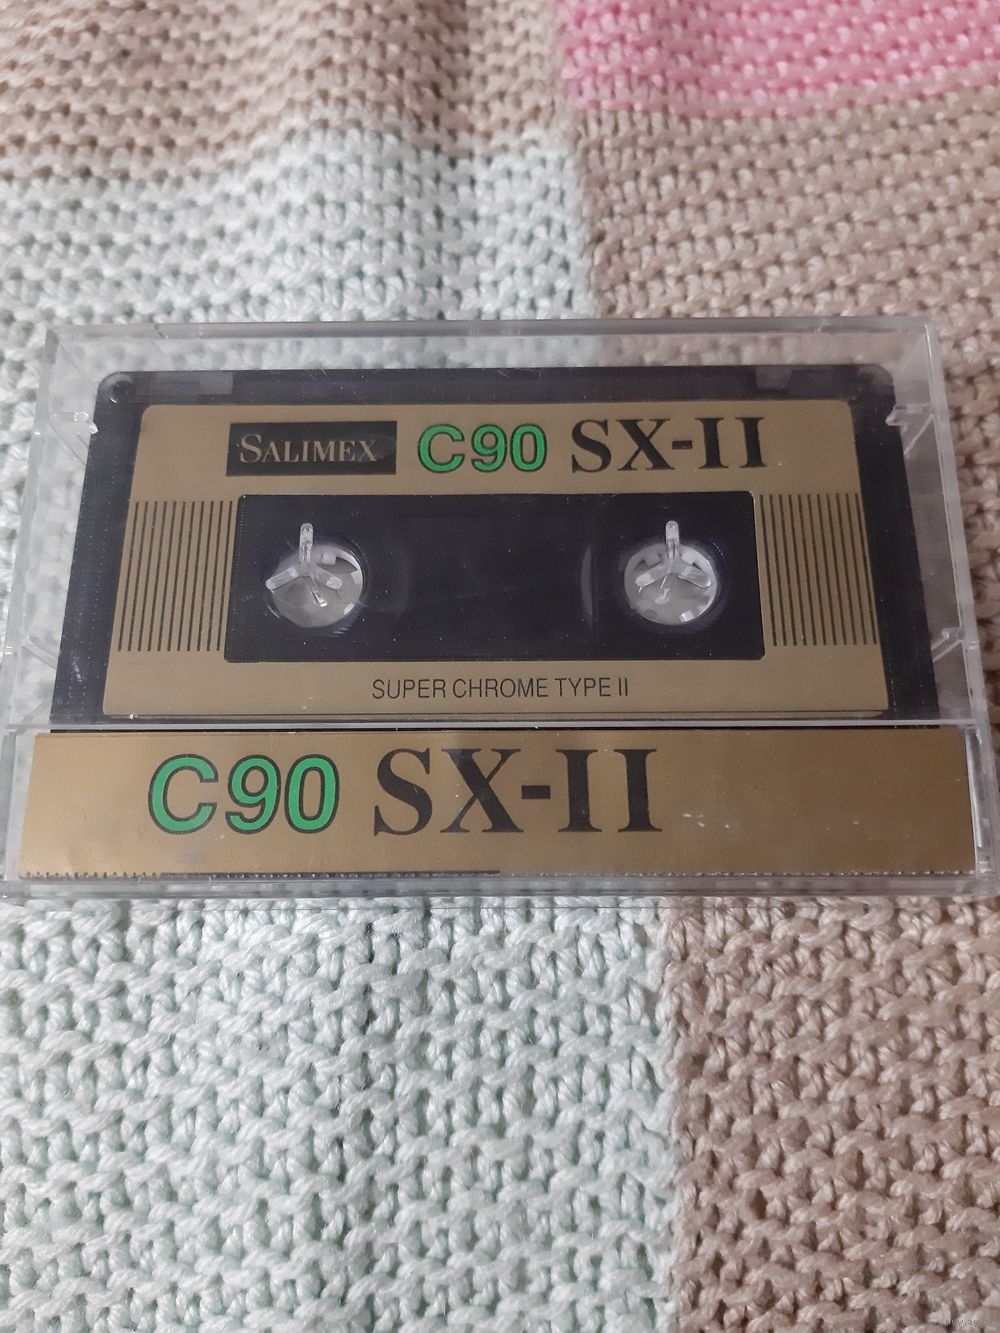 SALIMEX C90 SX-II
SUPER CHROME TYPE II
C90 SX-II